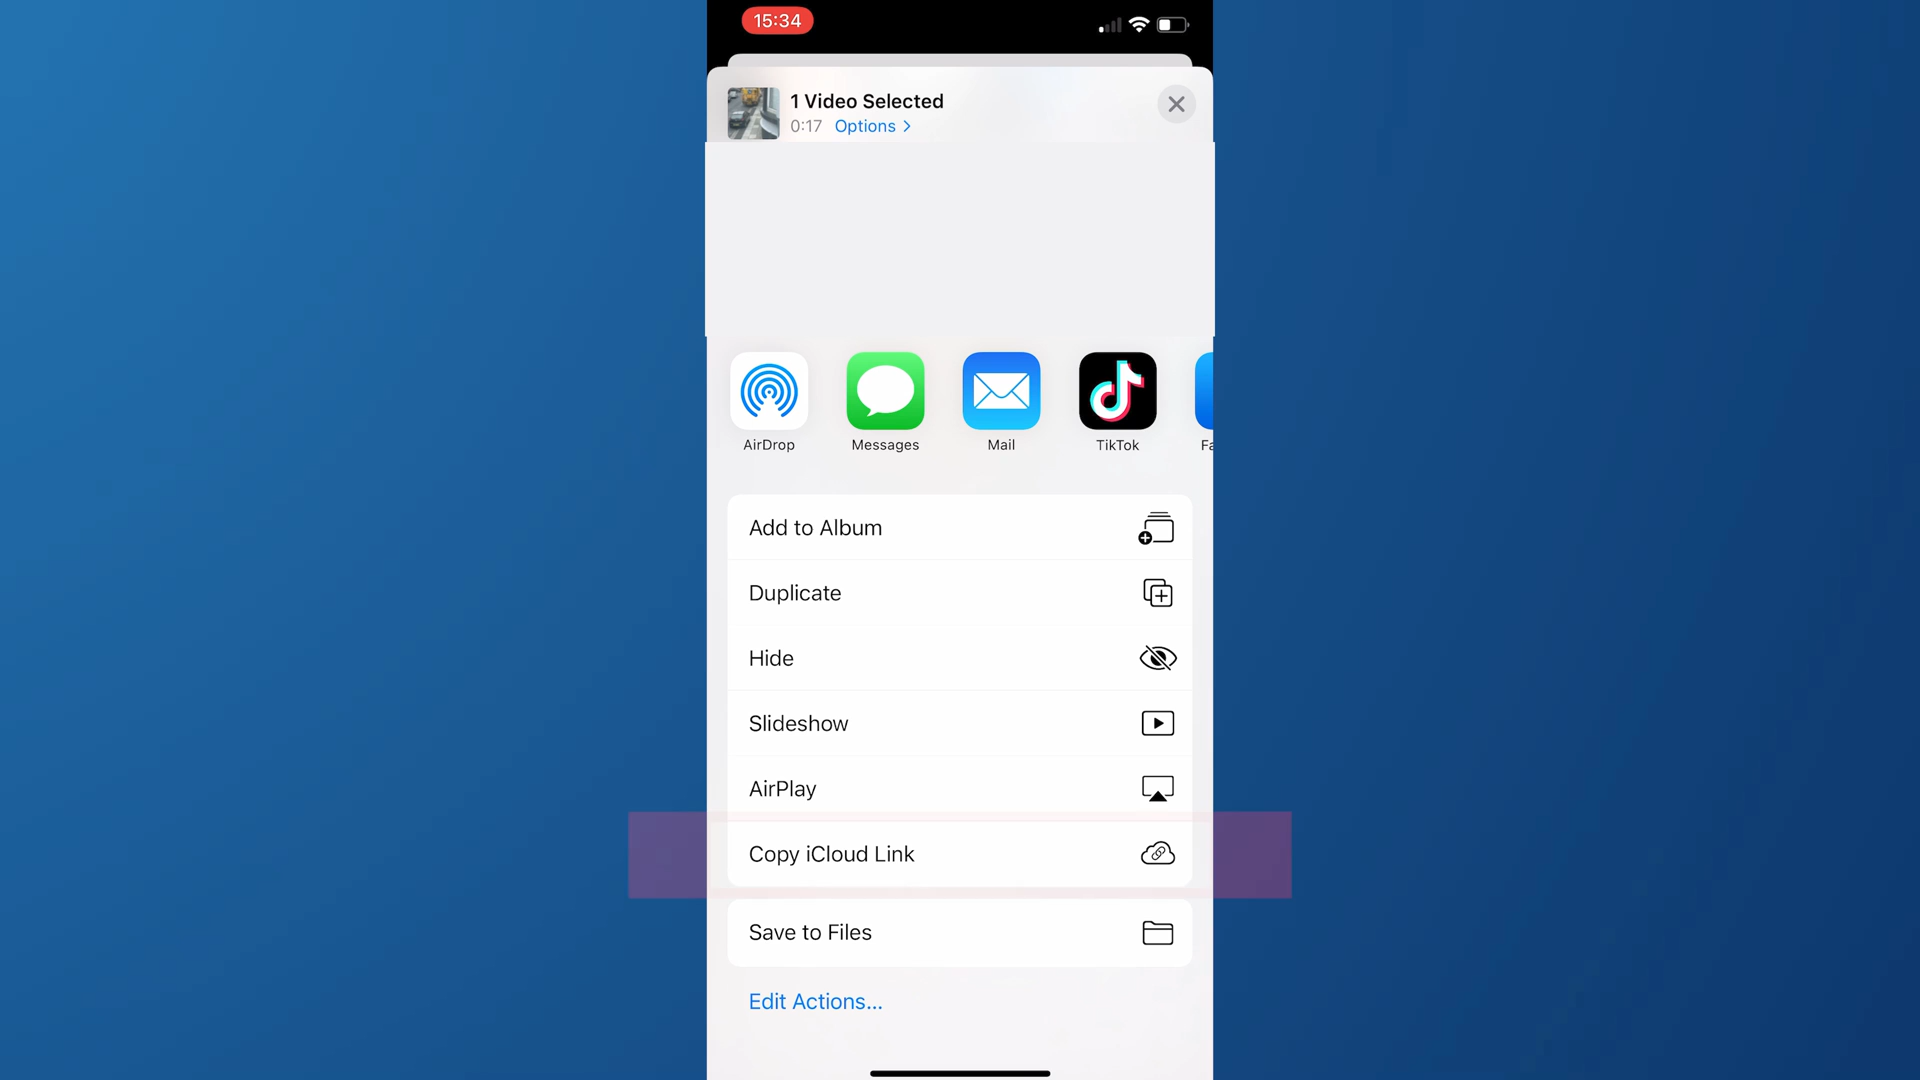 15:34
1 Video Selected
0:17 Options >
AirDrop
Messages
Mail
TikTok
Fa
Add to Album
Duplicate
Hide
Slideshow
AirPlay
Copy iCloud Link
Save to Files
Edit Actions...